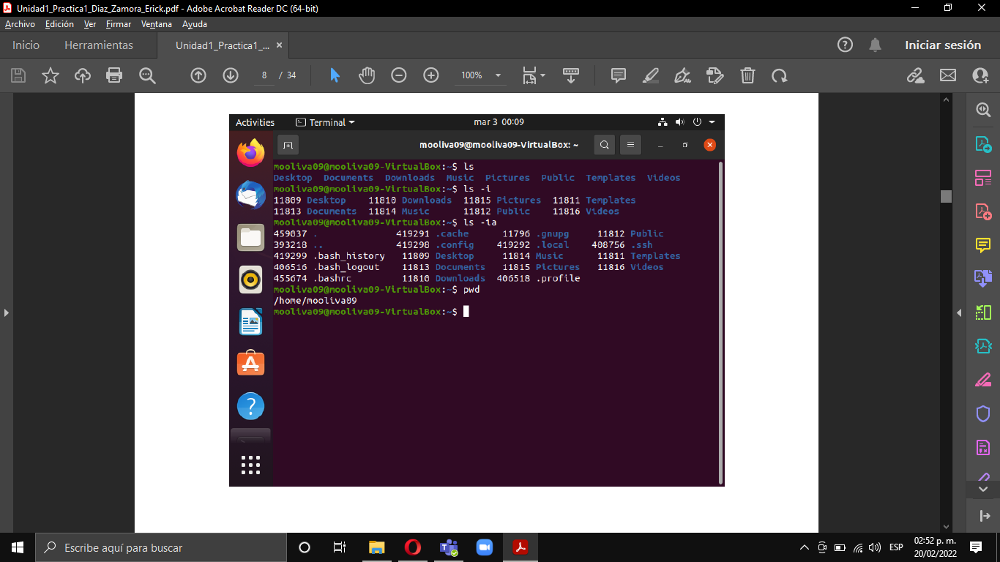 Unidad1_Practica1_Diaz_Zamora_Erick.pdf - Adobe Acrobat Reader DC (64-bit)
Archivo Edición Ver Firmar Ventana Ayuda
Inicio Herramientas Unidad1_Practica1_... × Iniciar sesión
8 / 34 100%
Activities Terminal mar 3 00:09
mooliva09@mooliva09-VirtualBox: ~
mooliva09@mooliva09-VirtualBox:~$ ls
Desktop Documents Downloads Music Pictures Public Templates Videos
mooliva09@mooliva09-VirtualBox:~$ ls -i
11809 Desktop 11810 Downloads 11815 Pictures 11811 Templates
11813 Documents 11814 Music 11812 Public 11816 Videos
mooliva09@mooliva09-VirtualBox:~$ ls -ia
459037 . 419291 .cache 11796 .gnupg 11812 Public
393218 .. 419298 .config 419292 .local 408756 .ssh
419299 .bash_history 11809 Desktop 11814 Music 11811 Templates
406516 .bash_logout 11813 Documents 11815 Pictures 11816 Videos
455674 .bashrc 11810 Downloads 406518 .profile
mooliva09@mooliva09-VirtualBox:~$ pwd
/home/mooliva09
mooliva09@mooliva09-VirtualBox:~$
Escribe aquí para buscar
ESP
02:52 p. m.
20/02/2022